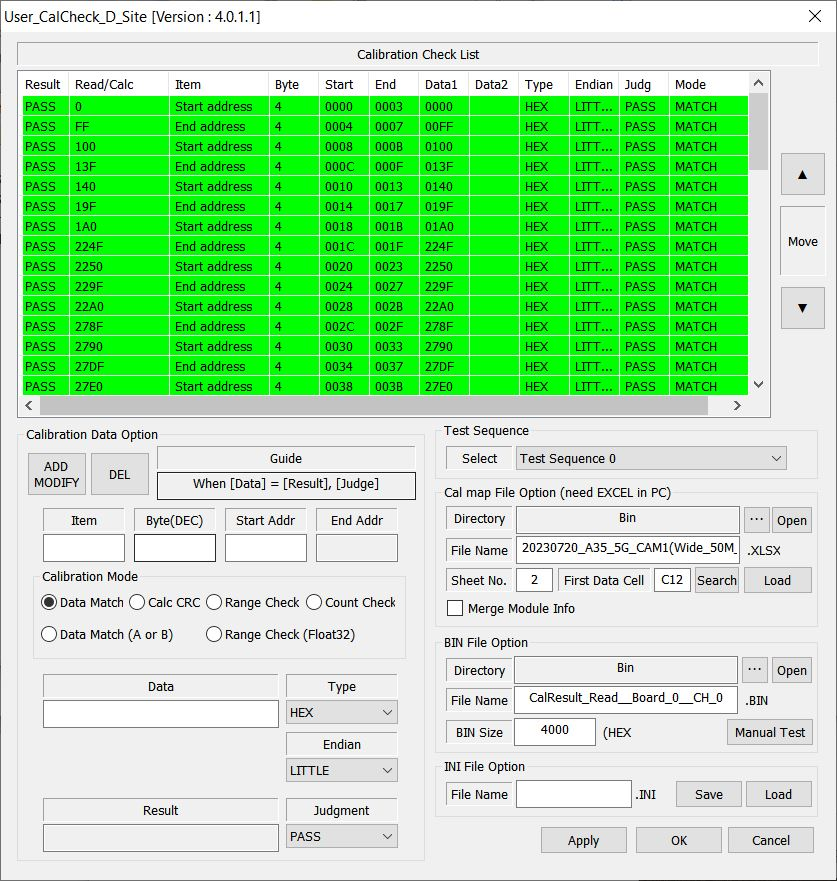 User_CalCheck_D_Site [Version : 4.0.1.1]
Calibration Check List
Result Read/Calc Item Byte Start End Data1 Data2 Type Endian Judg Mode
PASS 0 Start address 4 0000 0003 0000 HEX LITT... PASS MATCH
PASS FF End address 4 0004 0007 00FF HEX LITT... PASS MATCH
PASS 100 Start address 4 0008 000B 0100 HEX LITT... PASS MATCH
PASS 13F End address 4 000C 000F 013F HEX LITT... PASS MATCH
PASS 140 Start address 4 0010 0013 0140 HEX LITT... PASS MATCH
PASS 19F End address 4 0014 0017 019F HEX LITT... PASS MATCH
PASS 1A0 Start address 4 0018 001B 01A0 HEX LITT... PASS MATCH
PASS 224F End address 4 001C 001F 224F HEX LITT... PASS MATCH
PASS 2250 Start address 4 0020 0023 2250 HEX LITT... PASS MATCH
PASS 229F End address 4 0024 0027 229F HEX LITT... PASS MATCH
PASS 22A0 Start address 4 0028 002B 22A0 HEX LITT... PASS MATCH
PASS 278F End address 4 002C 002F 278F HEX LITT... PASS MATCH
PASS 2790 Start address 4 0030 0033 2790 HEX LITT... PASS MATCH
PASS 27DF End address 4 0034 0037 27DF HEX LITT... PASS MATCH
PASS 27E0 Start address 4 0038 003B 27E0 HEX LITT... PASS MATCH
▲
Move
▼
Calibration Data Option
ADD
MODIFY
DEL
Guide
When [Data] = [Result], [Judge]
Item Byte(DEC) Start Addr End Addr
Calibration Mode
Data Match Calc CRC Range Check Count Check
Data Match (A or B) Range Check (Float32)
Data Type
HEX
Endian
LITTLE
Result Judgment
PASS
Test Sequence
Select Test Sequence 0
Cal map File Option (need EXCEL in PC)
Directory Bin ... Open
File Name 20230720_A35_5G_CAM1(Wide_50M_ .XLSX
Sheet No. 2 First Data Cell C12 Search Load
Merge Module Info
BIN File Option
Directory Bin ... Open
File Name CalResult_Read__Board_0__CH_0 .BIN
BIN Size 4000 (HEX Manual Test
INI File Option
File Name .INI Save Load
Apply OK Cancel